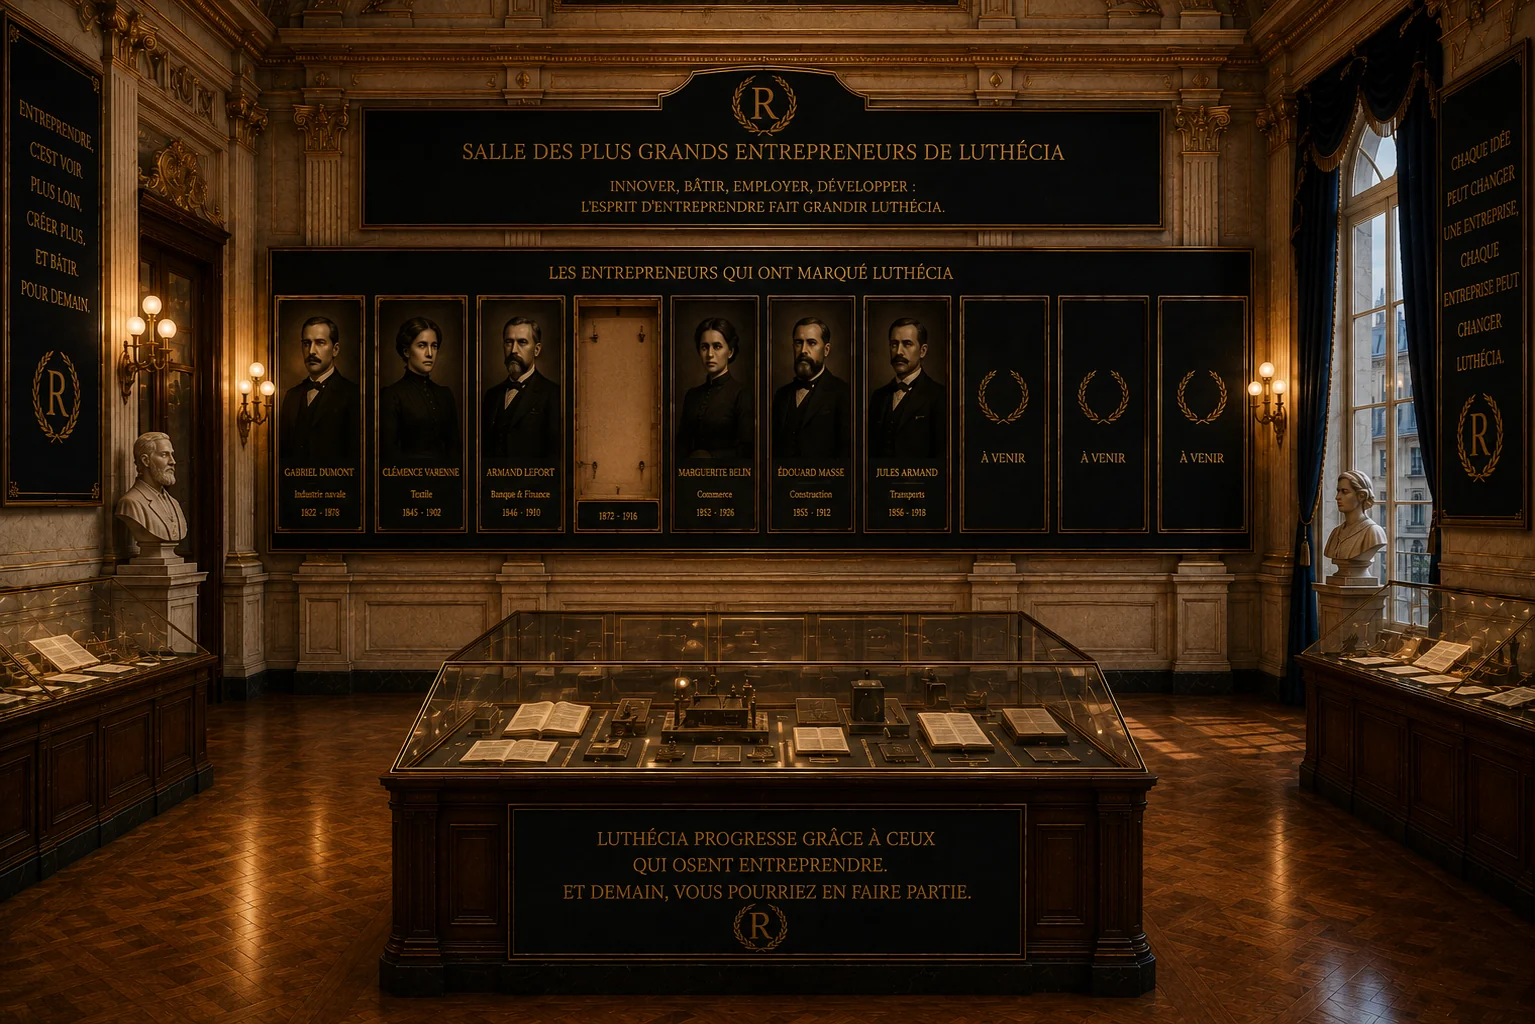 ENTREPRENDRE,
C'EST VOIR
PLUS LOIN,
CRÉER PLUS,
ET BÂTIR
POUR DEMAIN.
R
R
SALLE DES PLUS GRANDS ENTREPRENEURS DE LUTHÉCIA
INNOVER, BÂTIR, EMPLOYER, DÉVELOPPER :
L'ESPRIT D'ENTREPRENDRE FAIT GRANDIR LUTHÉCIA.
LES ENTREPRENEURS QUI ONT MARQUÉ LUTHÉCIA
GABRIEL DUMONT
Industrie navale
1822 - 1878
CLÉMENCE VARENNE
Textile
1845 - 1902
ARMAND LEFORT
Banque & Finance
1846 - 1910
1872 - 1916
MARGUERITE BELIN
Commerce
1852 - 1926
ÉDOUARD MASSE
Construction
1855 - 1912
JULES ARMAND
Transports
1856 - 1918
À VENIR
À VENIR
À VENIR
CHAQUE IDÉE
PEUT CHANGER
UNE ENTREPRISE,
CHAQUE
ENTREPRISE PEUT
CHANGER
LUTHÉCIA.
R
LUTHÉCIA PROGRESSE GRÂCE À CEUX
QUI OSENT ENTREPRENDRE.
ET DEMAIN, VOUS POURRIEZ EN FAIRE PARTIE.
R